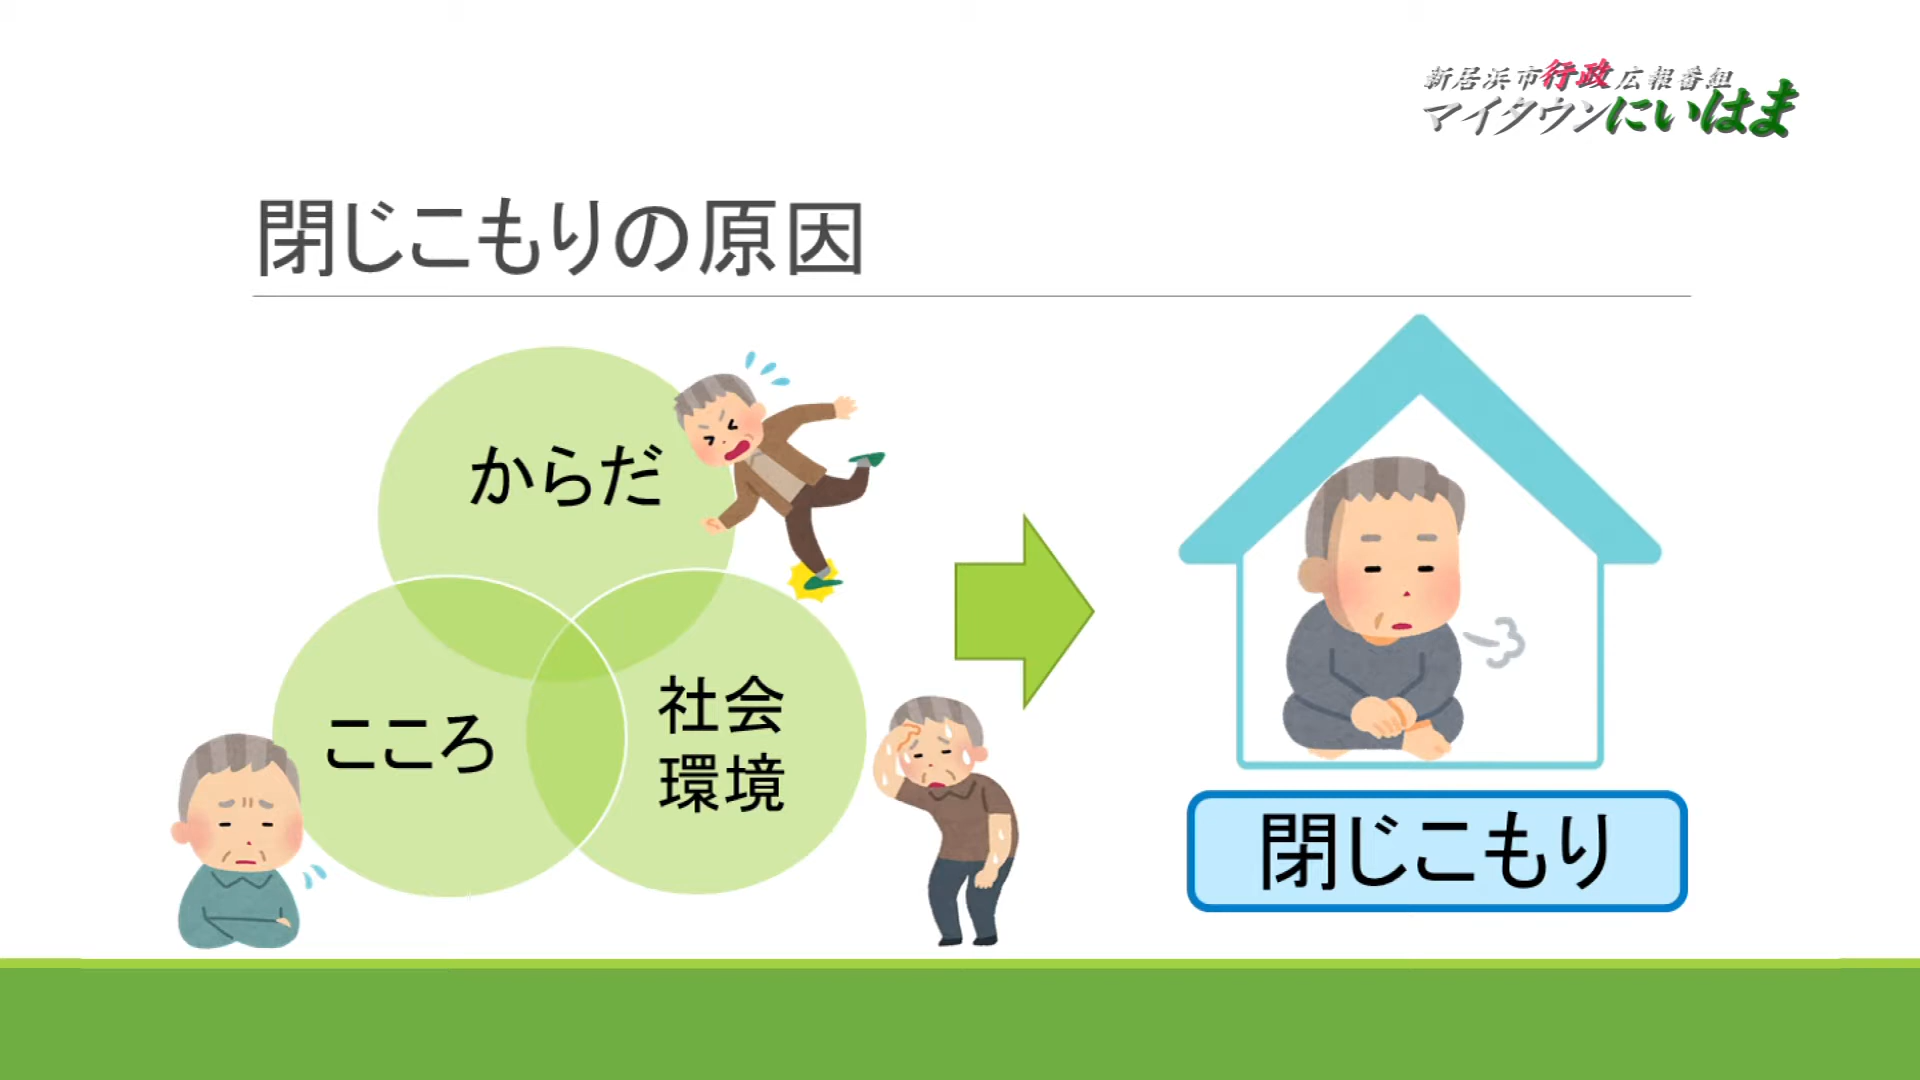 新居浜市行政広報番組
マイタウンにいはま
閉じこもりの原因
からだ
こころ
社会
環境
閉じこもり